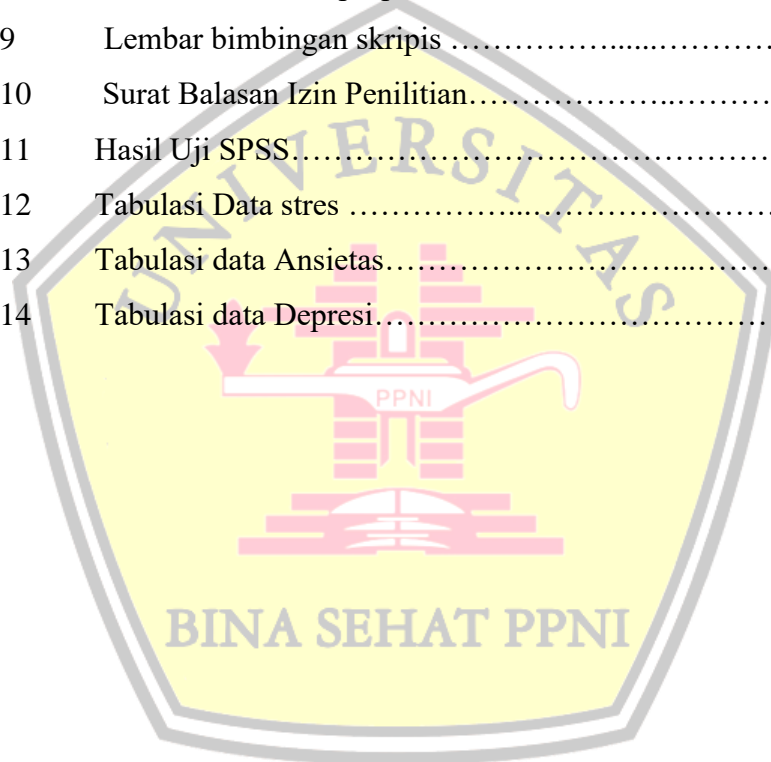 9 Lembar bimbingan skripis ……………......…………
10 Surat Balasan Izin Penilitian………………..…………
11 Hasil Uji SPSS……………………………………………
12 Tabulasi Data stres ……………...……………………
13 Tabulasi data Ansietas………………………...………
14 Tabulasi data Depresi…………………………………
UNIVERSITAS
PPNI
BINA SEHAT PPNI